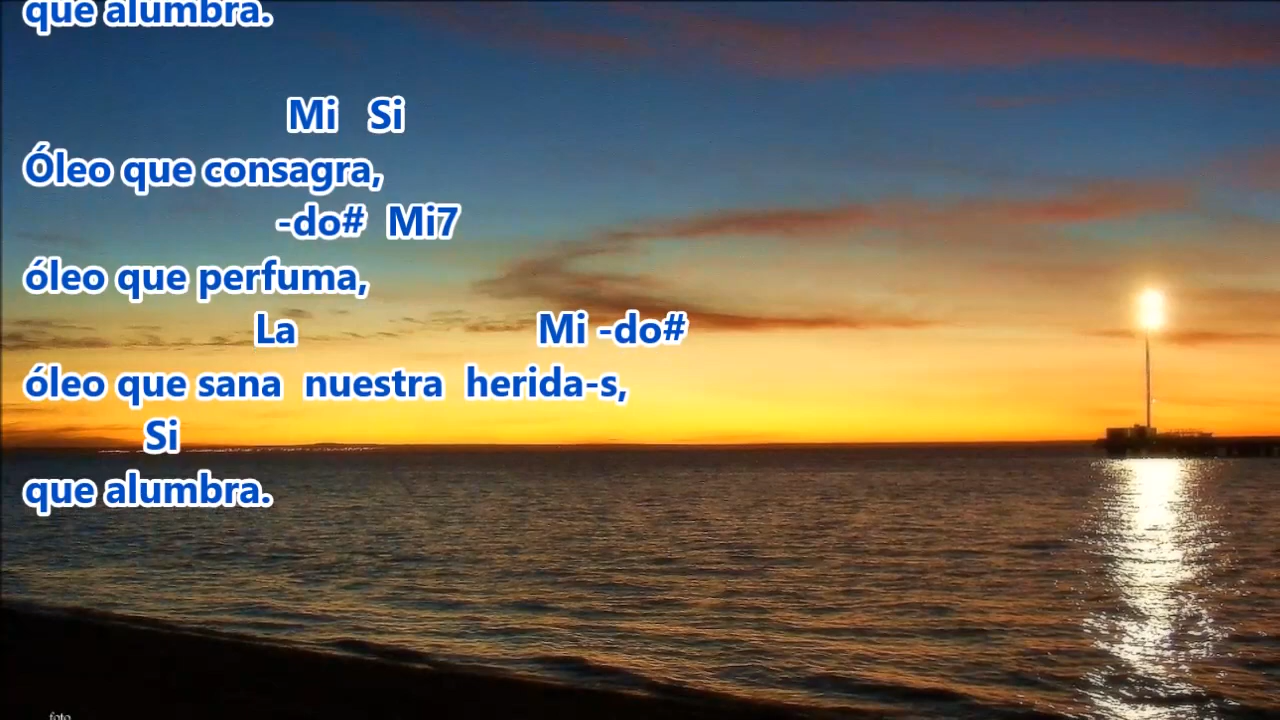 que alumbra.
Mi Si
Óleo que consagra,
-do# Mi7
óleo que perfuma,
La Mi -do#
óleo que sana nuestra herida-s,
Si
que alumbra.
foto